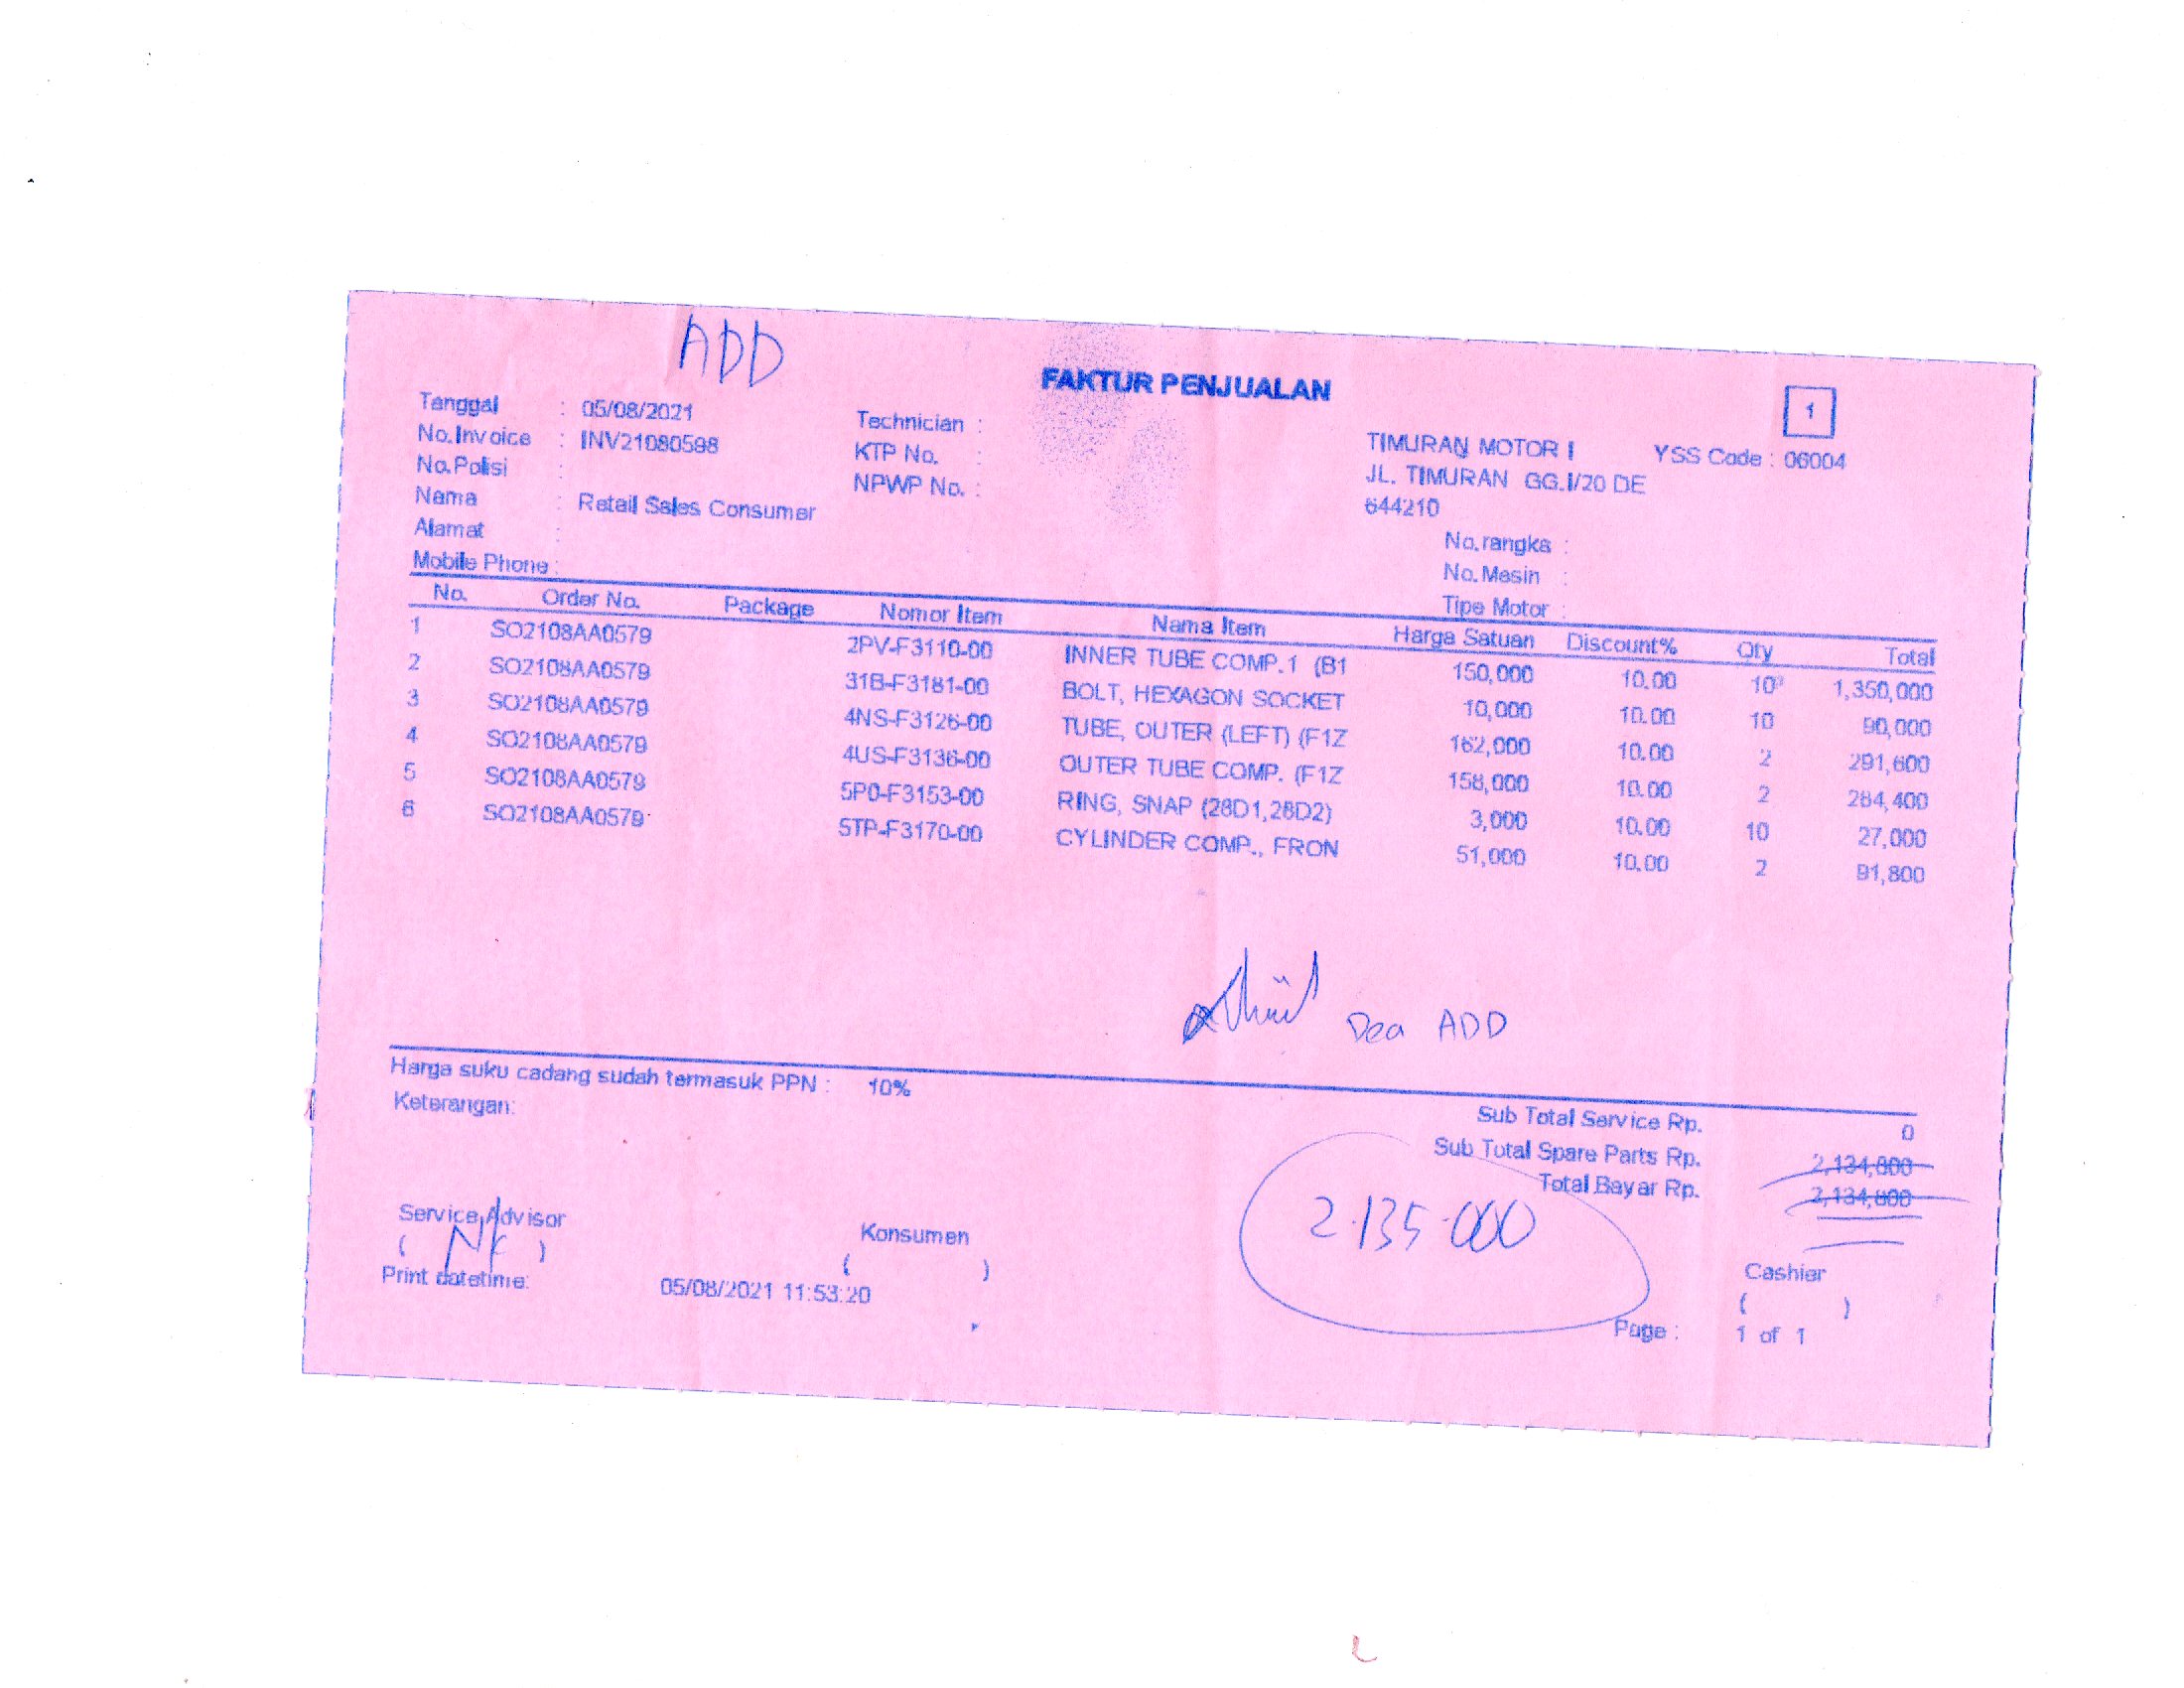 ADD
FAKTUR PENJUALAN
1
Tanggal : 05/08/2021
No.Invoice : INV21080598
No.Polisi :
Nama : Retail Sales Consumer
Alamat :
Mobile Phone :
Technician :
KTP No. :
NPWP No. :
TIMURAN MOTOR I YSS Code : 06004
JL. TIMURAN GG.I/20 DE
644210
No.rangka :
No.Mesin :
Tipe Motor :
No. Order No. Package Nomor Item Nama Item Harga Satuan Discount% Qty Total
1 SO2108AA0579 2PV-F3110-00 INNER TUBE COMP.1 (B1 150,000 10.00 10 1,350,000
2 SO2108AA0579 31B-F3181-00 BOLT, HEXAGON SOCKET 10,000 10.00 10 90,000
3 SO2108AA0579 4NS-F3126-00 TUBE, OUTER (LEFT) (F1Z 162,000 10.00 2 291,600
4 SO2108AA0579 4US-F3136-00 OUTER TUBE COMP. (F1Z 158,000 10.00 2 284,400
5 SO2108AA0579 5P0-F3153-00 RING, SNAP (28D1,28D2) 3,000 10.00 10 27,000
6 SO2108AA0579 5TP-F3170-00 CYLINDER COMP., FRON 51,000 10.00 2 91,800
Dea ADD
Harga suku cadang sudah termasuk PPN : 10%
Keterangan:
Sub Total Service Rp. 0
Sub Total Spare Parts Rp. 2,134,800
Total Bayar Rp. 2,134,800
2.135.000
Service Advisor
( )
Konsumen
( )
Cashier
( )
Print datetime: 05/08/2021 11:53:20
Page : 1 of 1